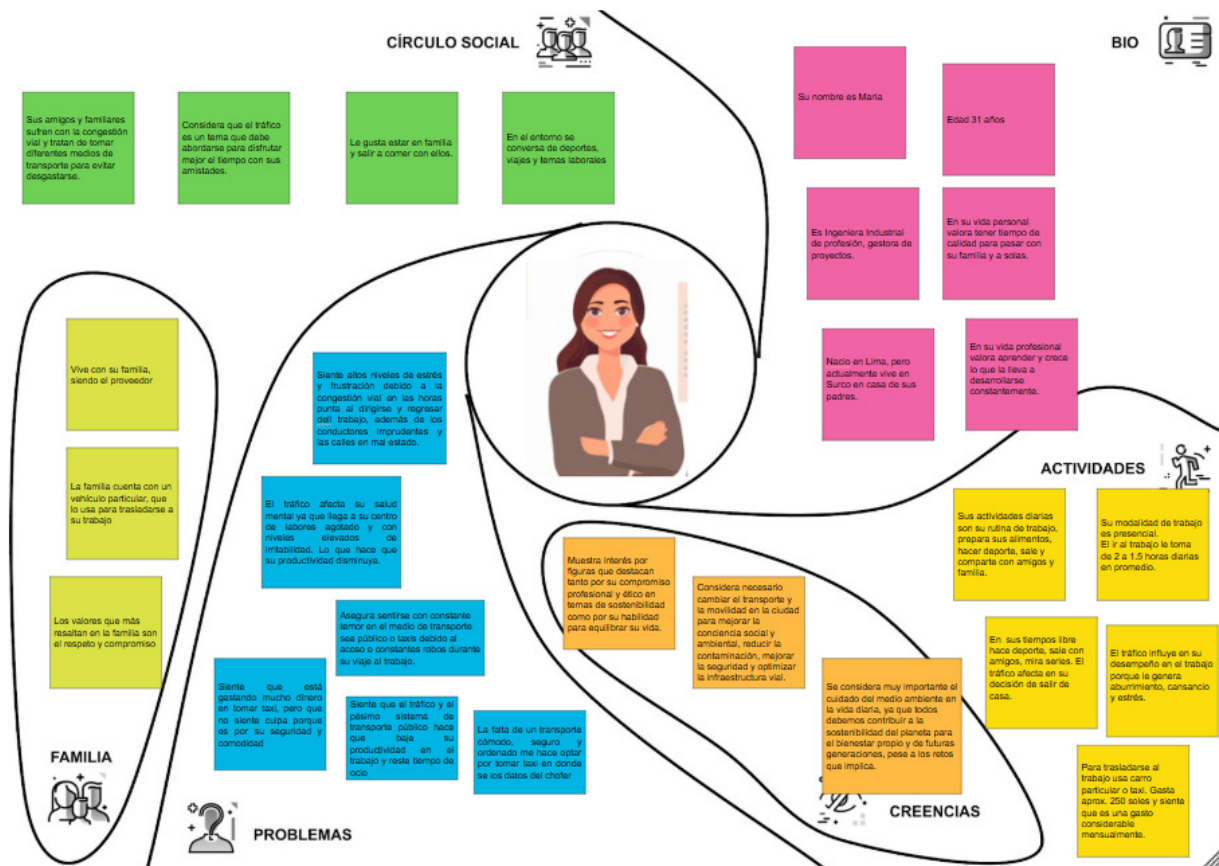 CÍRCULO SOCIAL
Sus amigos y familiares
sufren con la congestión
vial y tratan de tomar
diferentes medios de
transporte para evitar
desgastarse.
Considera que el tráfico
es un tema que debe
abordarse para disfrutar
mejor el tiempo con sus
amistades.
Le gusta estar en familia
y salir a comer con ellos.
En el entorno se
conversa de deportes,
viajes y temas laborales
BIO
Su nombre es María
Edad 31 años
Es Ingeniera Industrial
de profesión, gestora de
proyectos.
En su vida personal
valora tener tiempo de
calidad para pasar con
su familia y a solas.
Nacio en Lima, pero
actualmente vive en
Surco en casa de sus
padres.
En su vida profesional
valora aprender y crece
lo que la lleva a
desarrollarse
constantemente.
Vive con su familia,
siendo el proveedor
La familia cuenta con un
vehículo particular, que
lo usa para trasladarse a
su trabajo
Los valores que más
resaltan en la familia son
el respeto y compromiso
FAMILIA
Siente altos niveles de estrés
y frustración debido a la
congestión vial en las horas
punta al dirigirse y regresar
dell trabajo, además de los
conductores imprudentes y
las calles en mal estado.
El tráfico afecta su salud
mental ya que llega a su centro
de labores agotado y con
niveles elevados de
irritabilidad. Lo que hace que
su productividad disminuya.
Asegura sentirse con constante
temor en el medio de transporte
sea público o taxis debido al
acoso o constantes robos durante
su viaje al trabajo.
Siente que está
gastando mucho dinero
en tomar taxi, pero que
no siente culpa porque
es por su seguridad y
comodidad
Siente que el tráfico y el
pésimo sistema de
transporte público hace
que baje su
productividad en el
trabajo y reste tiempo de
ocio
La falta de un transporte
cómodo, seguro y
ordenado me hace optar
por tomar taxi en donde
se los datos del chofer
PROBLEMAS
Muestra interés por
figuras que destacan
tanto por su compromiso
profesional y ético en
temas de sostenibilidad
como por su habilidad
para equilibrar su vida.
Considera necesario
cambiar el transporte y
la movilidad en la ciudad
para mejorar la
conciencia social y
ambiental, reducir la
contaminación, mejorar
la seguridad y optimizar
la infraestructura vial.
Se considera muy importante el
cuidado del medio ambiente en
la vida diaria, ya que todos
debemos contribuir a la
sostenibilidad del planeta para
el bienestar propio y de futuras
generaciones, pese a los retos
que implica.
CREENCIAS
ACTIVIDADES
Sus actividades diarias
son su rutina de trabajo,
prepara sus alimentos,
hacer deporte, sale y
comparte con amigos y
familia.
Su modalidad de trabajo
es presencial.
El ir al trabajo le toma
de 2 a 1.5 horas diarias
en promedio.
En sus tiempos libre
hace deporte, sale con
amigos, mira series. El
tráfico afecta en su
decisión de salir de
casa.
El tráfico influye en su
desempeño en el trabajo
porque le genera
aburrimiento, cansancio
y estrés.
Para trasladarse al
trabajo usa carro
particular o taxi. Gasta
aprox. 250 soles y siente
que es una gasto
considerable
mensualmente.